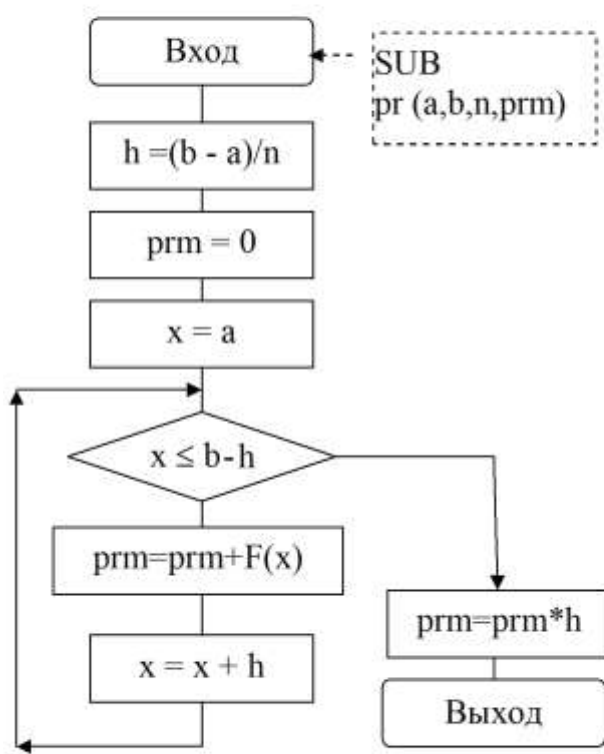 Вход
SUB
pr (a,b,n,prm)
h =(b - a)/n
prm = 0
x = a
x ≤ b-h
prm=prm+F(x)
x = x + h
prm=prm*h
Выход